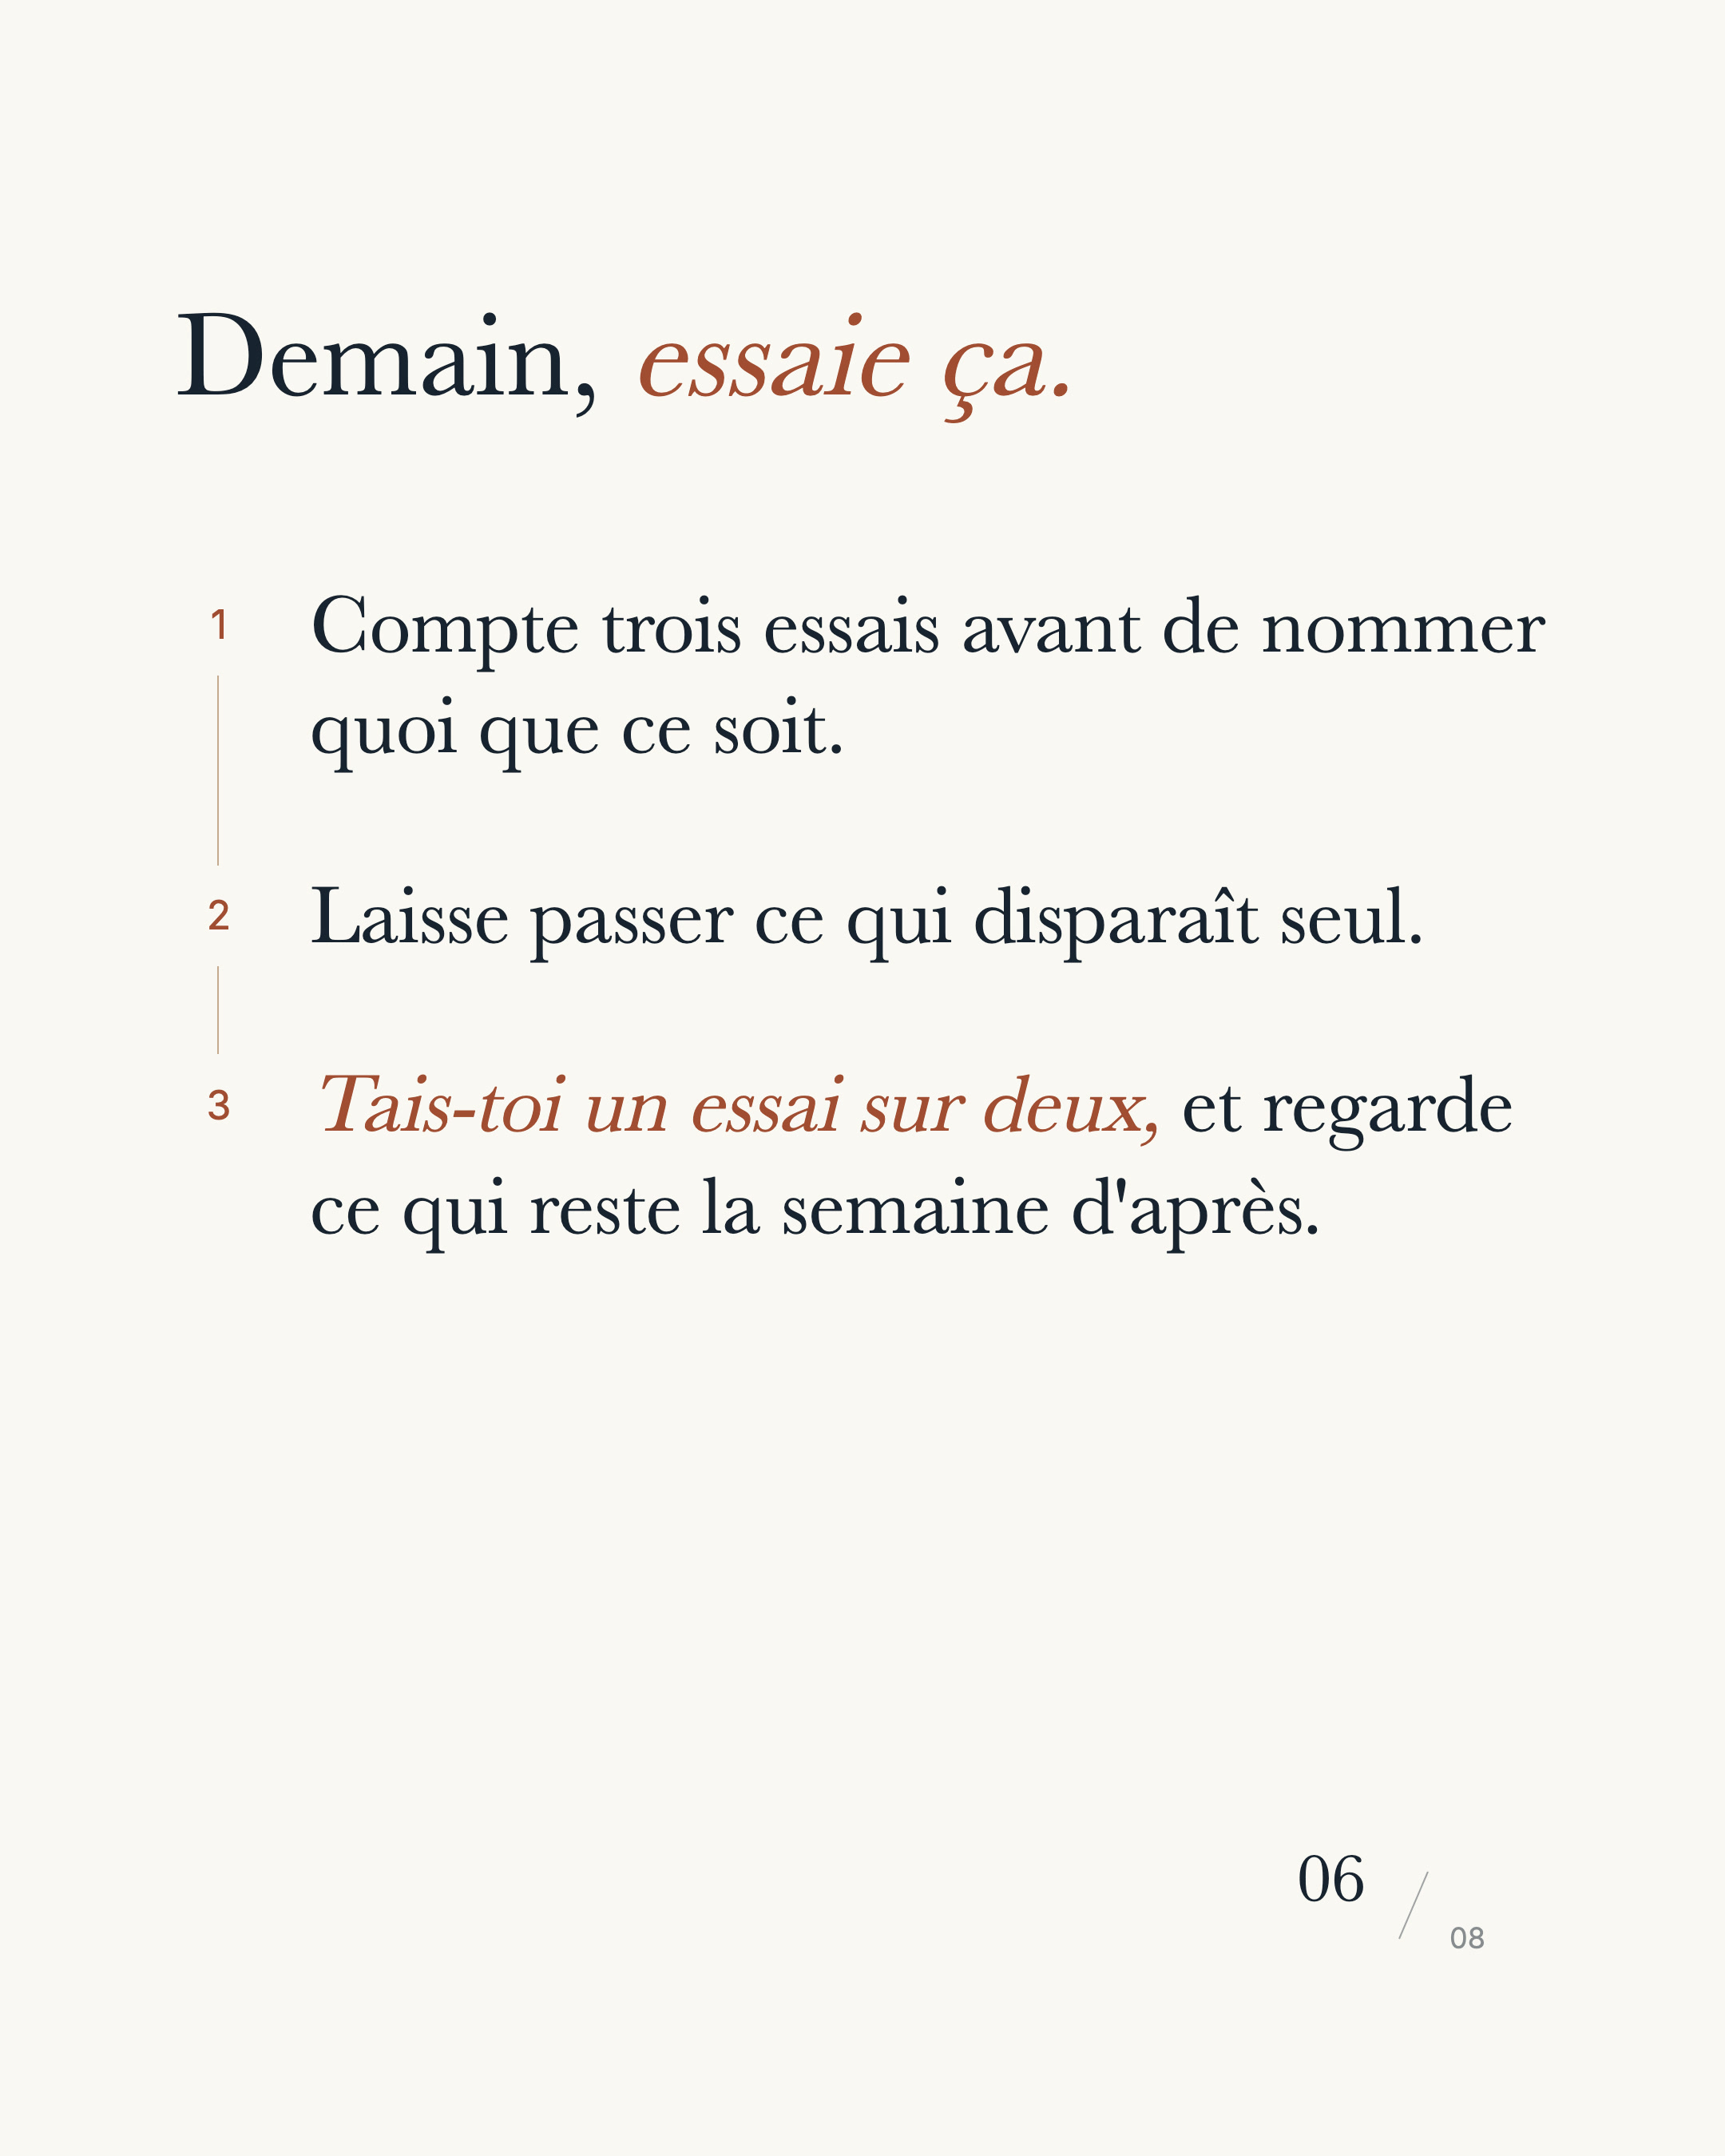 Demain, essaie ça.
1 Compte trois essais avant de nommer
quoi que ce soit.
2 Laisse passer ce qui disparaît seul.
3 Tais-toi un essai sur deux, et regarde
ce qui reste la semaine d'après.
06 / 08